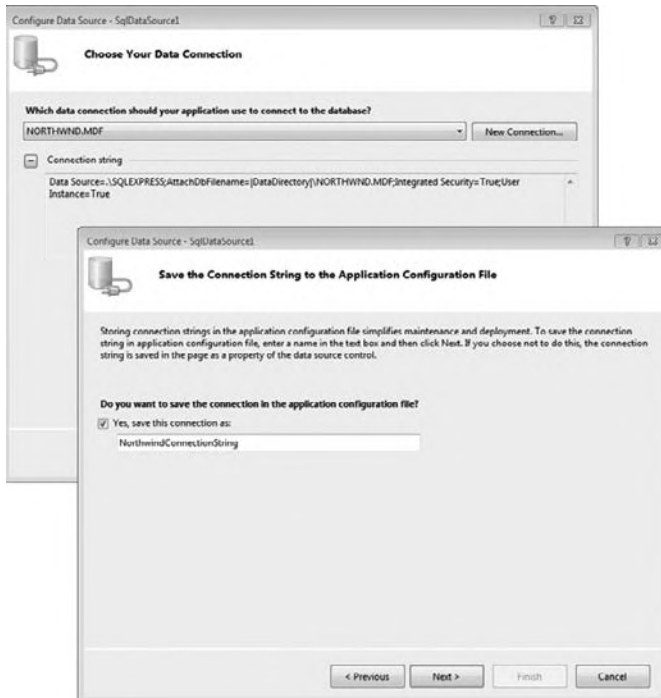 Configure Data Source - SqlDataSource1
Choose Your Data Connection
Which data connection should your application use to connect to the database?
NORTHWND.MDF
New Connection...
Connection string
Data Source=.\SQLEXPRESS;AttachDbFilename=|DataDirectory|\NORTHWND.MDF;Integrated Security=True;User
Instance=True
Configure Data Source - SqlDataSource1
Save the Connection String to the Application Configuration File
Storing connection strings in the application configuration file simplifies maintenance and deployment. To save the connection
string in application configuration file, enter a name in the text box and then click Next. If you choose not to do this, the connection
string is saved in the page as a property of the data source control.
Do you want to save the connection in the application configuration file?
Yes, save this connection as:
NorthwindConnectionString
< Previous
Next >
Finish
Cancel